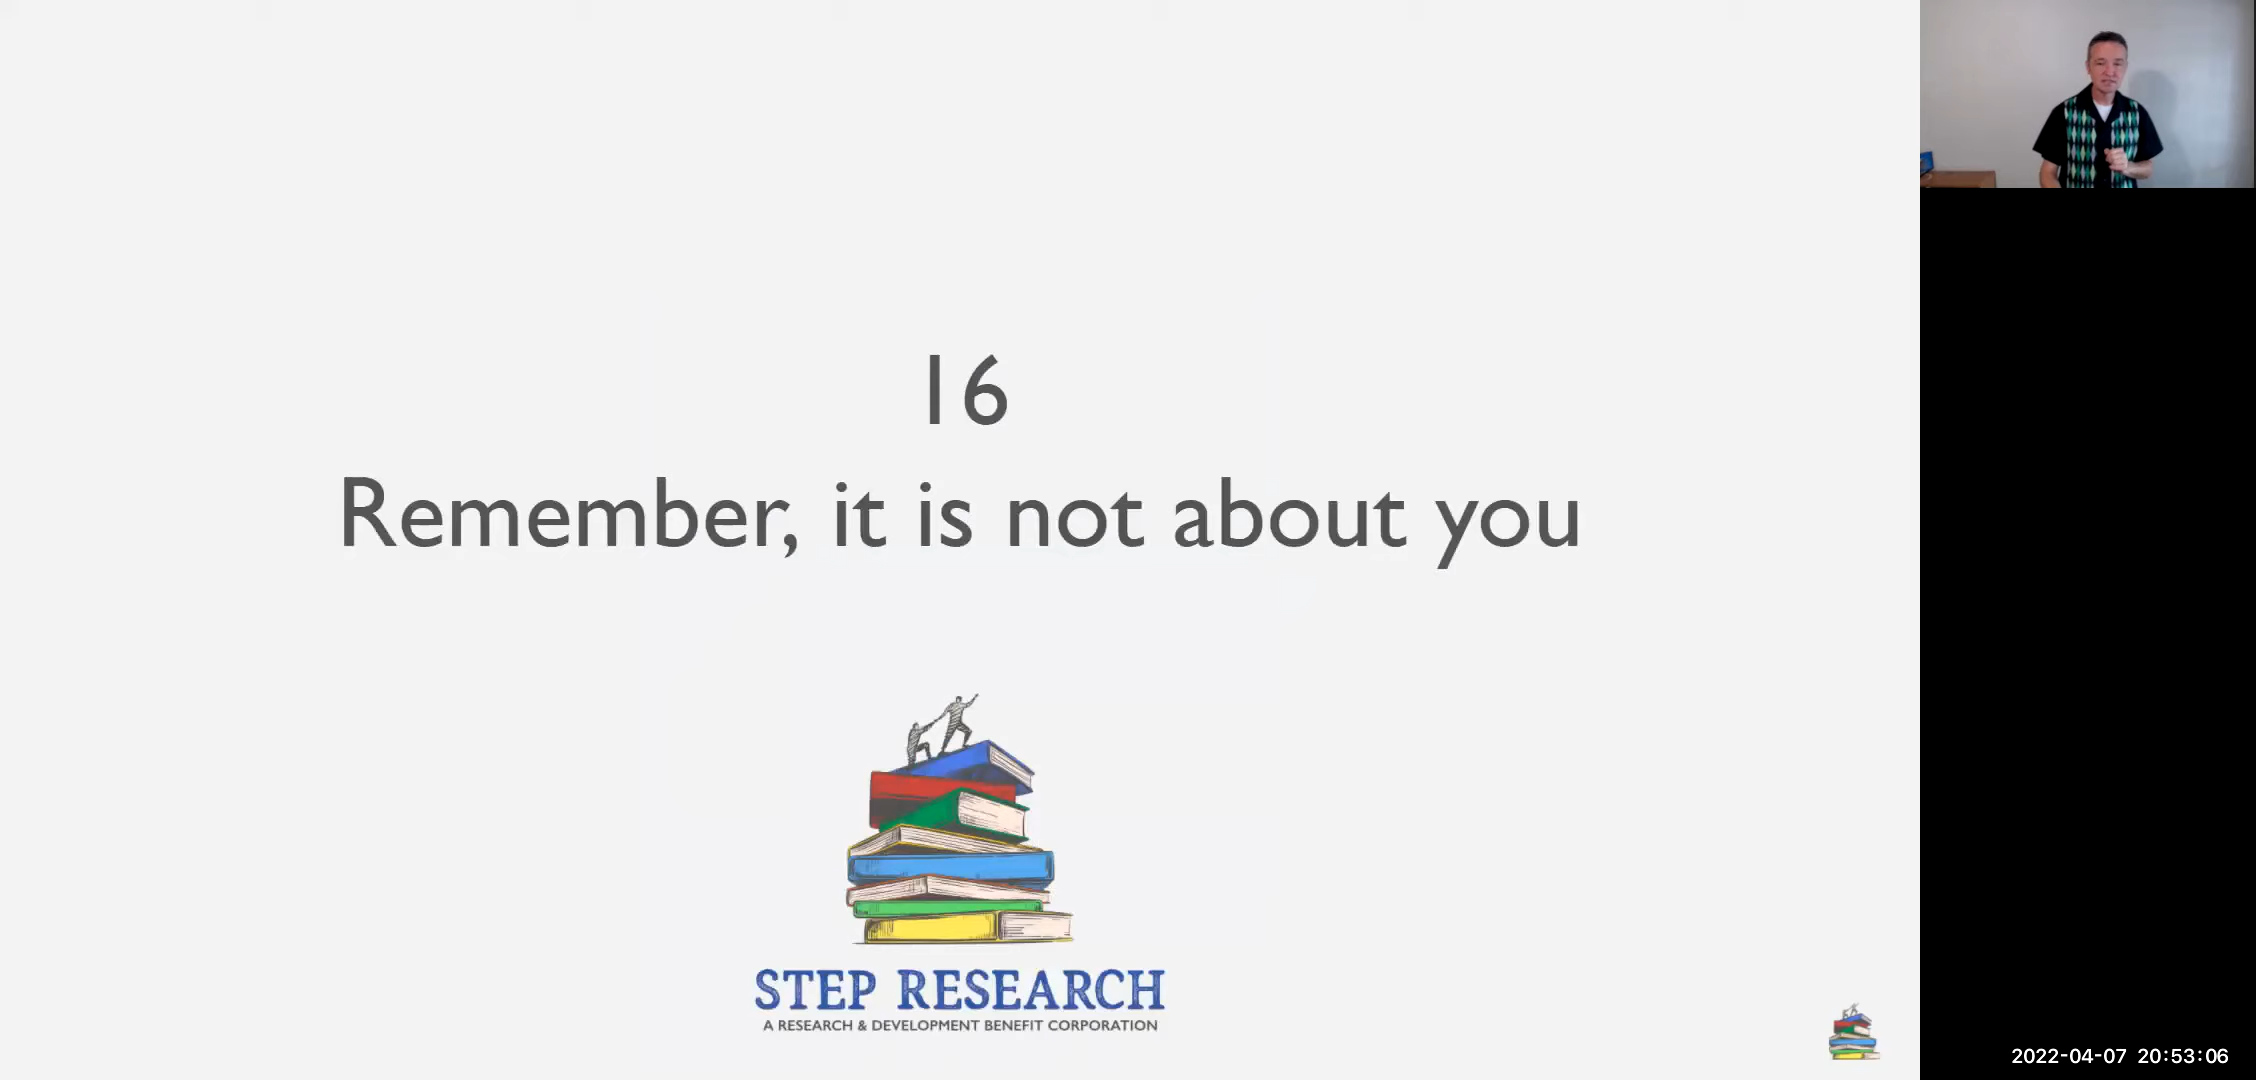 16
Remember, it is not about you
STEP RESEARCH
A RESEARCH & DEVELOPMENT BENEFIT CORPORATION
2022-04-07 20:53:06